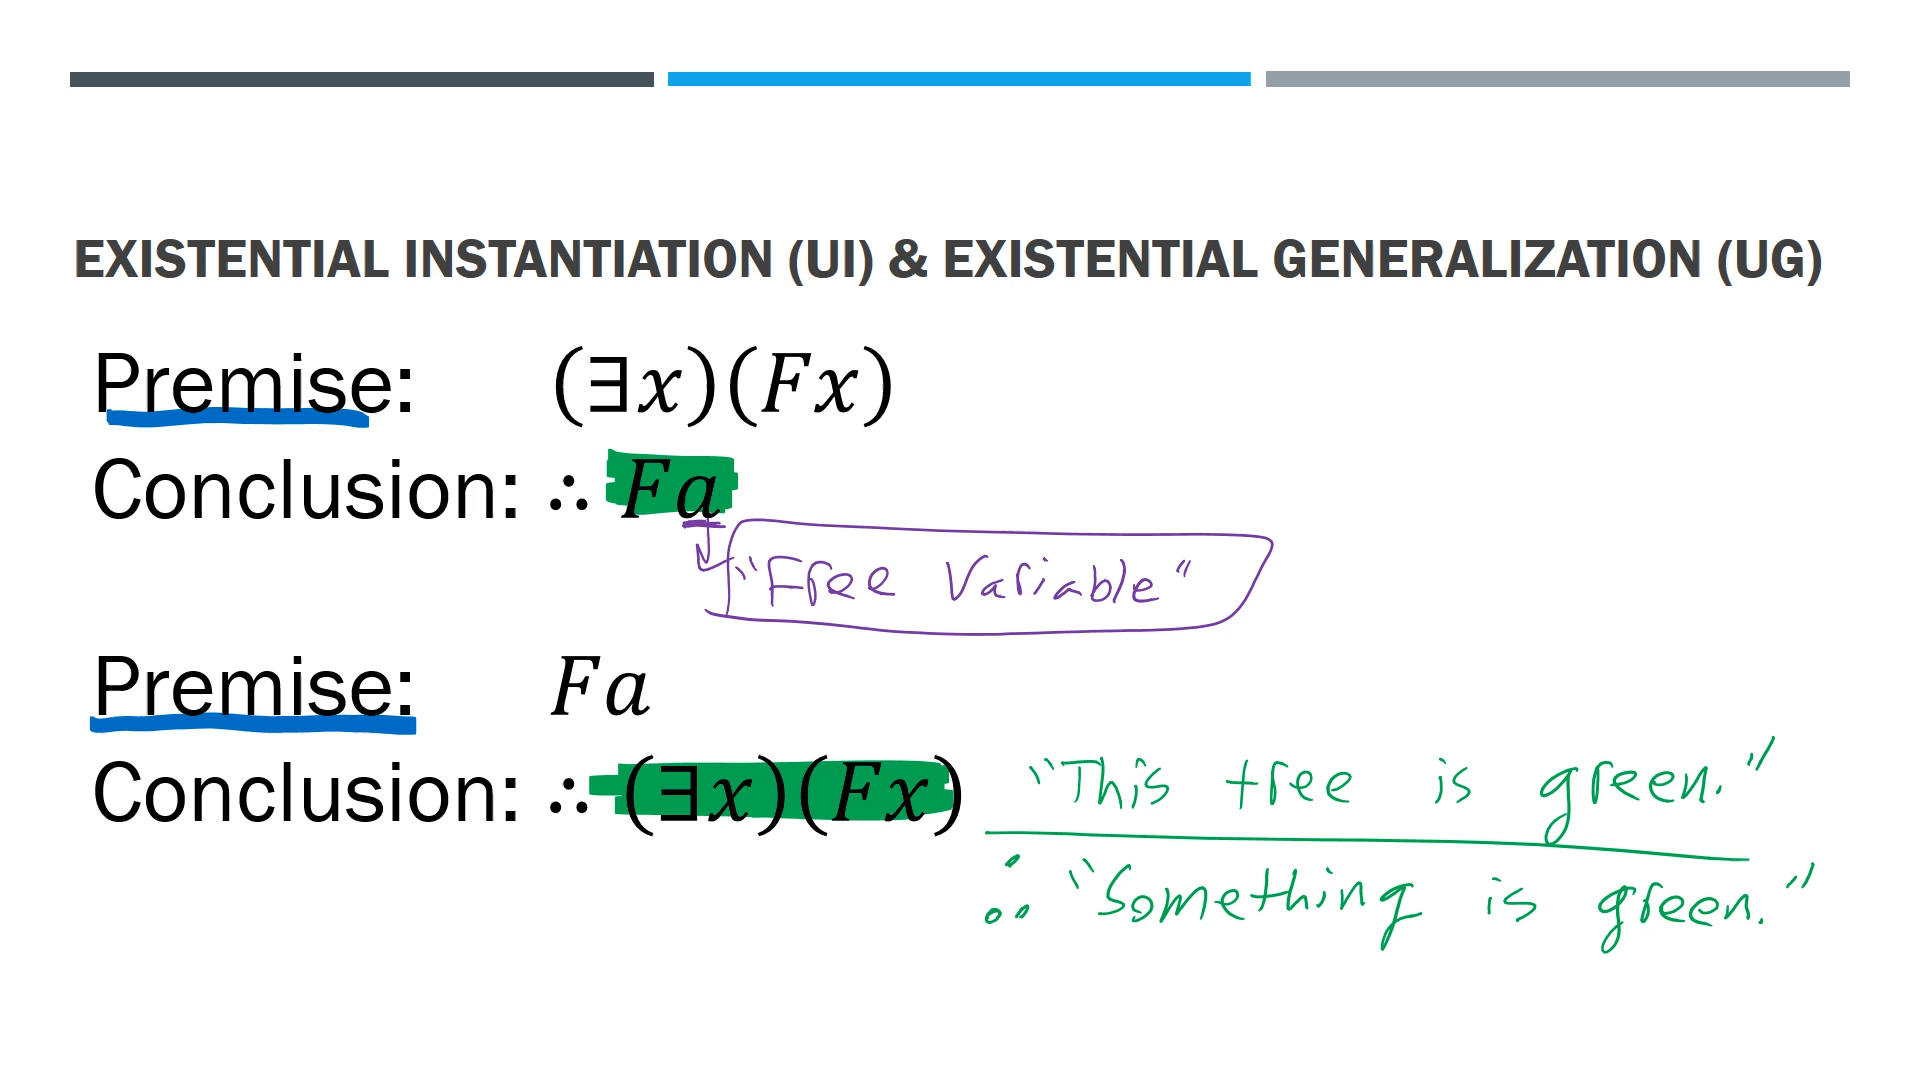 EXISTENTIAL INSTANTIATION (UI) & EXISTENTIAL GENERALIZATION (UG)
Premise: (∃x)(Fx)
Conclusion: ∴ Fa
"Free Variable"
Premise: Fa
Conclusion: ∴ (∃x)(Fx)
"This tree is green."
∴ "Something is green."